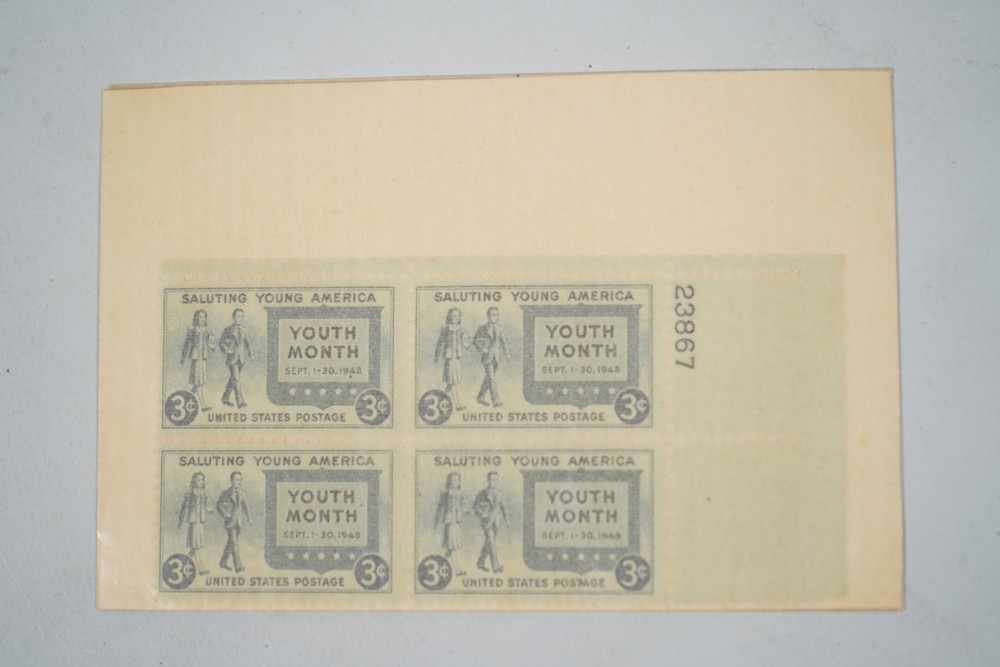 SALUTING YOUNG AMERICA
YOUTH
MONTH
SEPT. 1-30, 1948
3¢ 3¢
UNITED STATES POSTAGE
SALUTING YOUNG AMERICA
YOUTH
MONTH
SEPT. 1-30, 1948
3¢ 3¢
UNITED STATES POSTAGE
23867
SALUTING YOUNG AMERICA
YOUTH
MONTH
SEPT. 1-30, 1948
3¢ 3¢
UNITED STATES POSTAGE
SALUTING YOUNG AMERICA
YOUTH
MONTH
SEPT. 1-30, 1948
3¢ 3¢
UNITED STATES POSTAGE